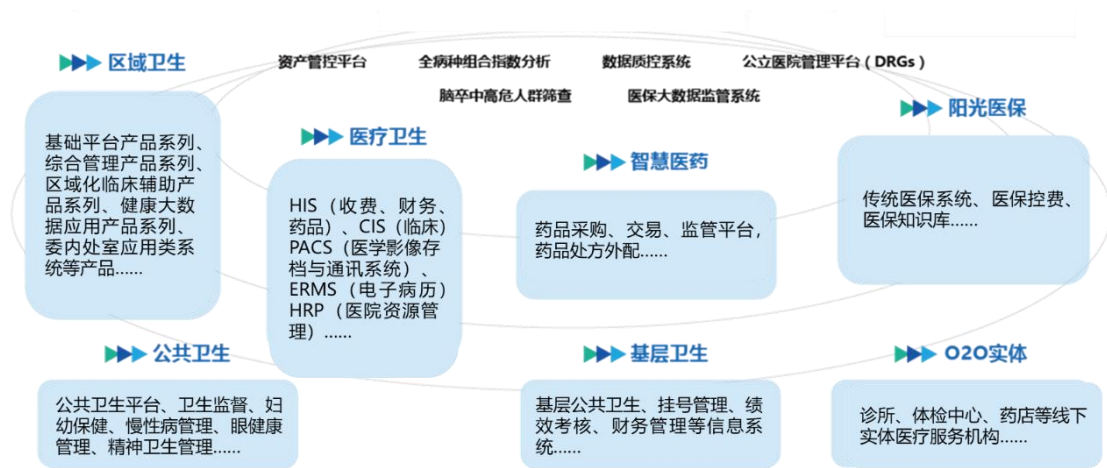 区域卫生
资产管控平台
全病种组合指数分析
数据质控系统
公立医院管理平台（DRGs）
脑卒中高危人群筛查
医保大数据监管系统
基础平台产品系列、
综合管理产品系列、
区域化临床辅助产
品系列、健康大数
据应用产品系列、
委内处室应用类系
统等产品......
医疗卫生
HIS（收费、财务、
药品）、CIS（临床）
PACS（医学影像存
档与通讯系统）、
ERMS（电子病历）
HRP（医院资源管
理）......
智慧医药
药品采购、交易、监管平台，
药品处方外配......
阳光医保
传统医保系统、医保控费、
医保知识库......
公共卫生
公共卫生平台、卫生监督、妇
幼保健、慢性病管理、眼健康
管理、精神卫生管理......
基层卫生
基层公共卫生、挂号管理、绩
效考核、财务管理等信息系
统......
O2O实体
诊所、体检中心、药店等线下
实体医疗服务机构......